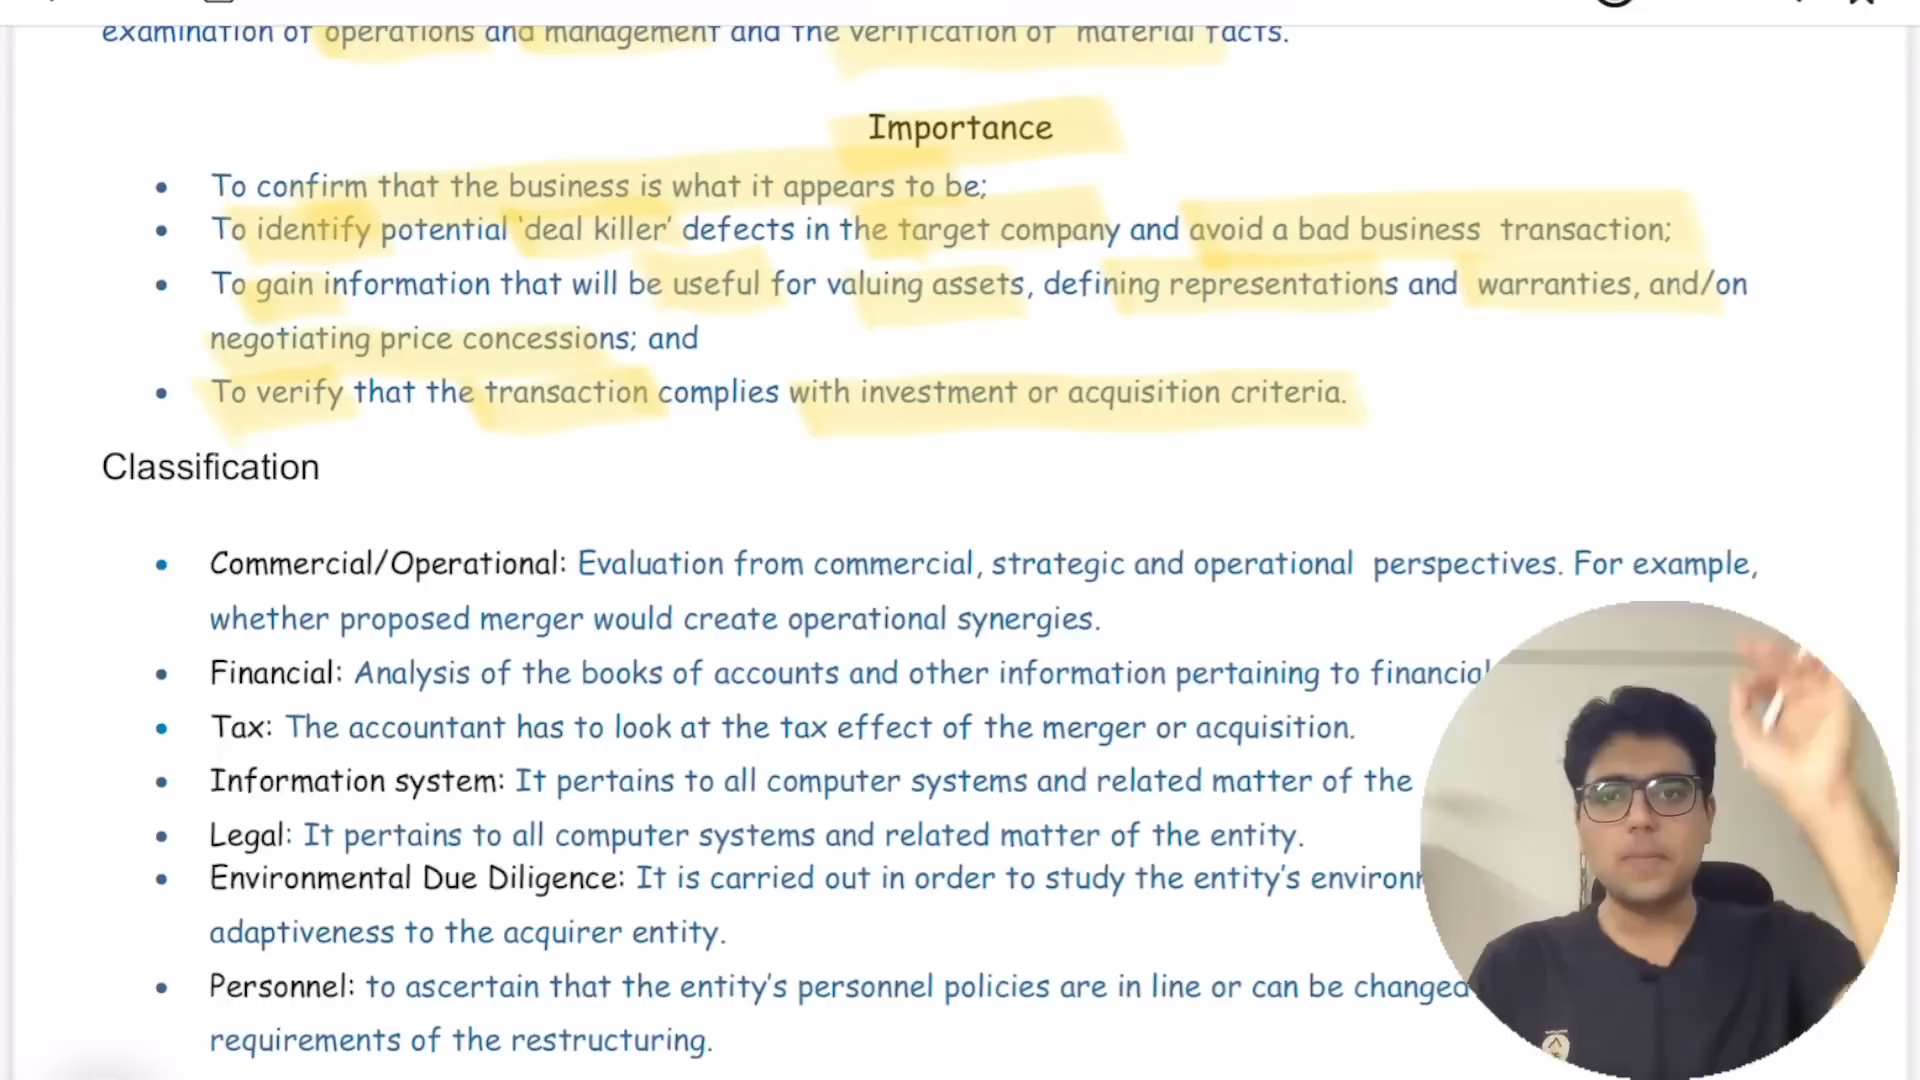 examination of operations and management and the verification of material facts.
Importance
• To confirm that the business is what it appears to be;
• To identify potential 'deal killer' defects in the target company and avoid a bad business transaction;
• To gain information that will be useful for valuing assets, defining representations and warranties, and/on
negotiating price concessions; and
• To verify that the transaction complies with investment or acquisition criteria.
Classification
• Commercial/Operational: Evaluation from commercial, strategic and operational perspectives. For example,
whether proposed merger would create operational synergies.
• Financial: Analysis of the books of accounts and other information pertaining to financial
• Tax: The accountant has to look at the tax effect of the merger or acquisition.
• Information system: It pertains to all computer systems and related matter of the
• Legal: It pertains to all computer systems and related matter of the entity.
• Environmental Due Diligence: It is carried out in order to study the entity's
adaptiveness to the acquirer entity.
• Personnel: to ascertain that the entity's personnel policies are in line or can be changed
requirements of the restructuring.